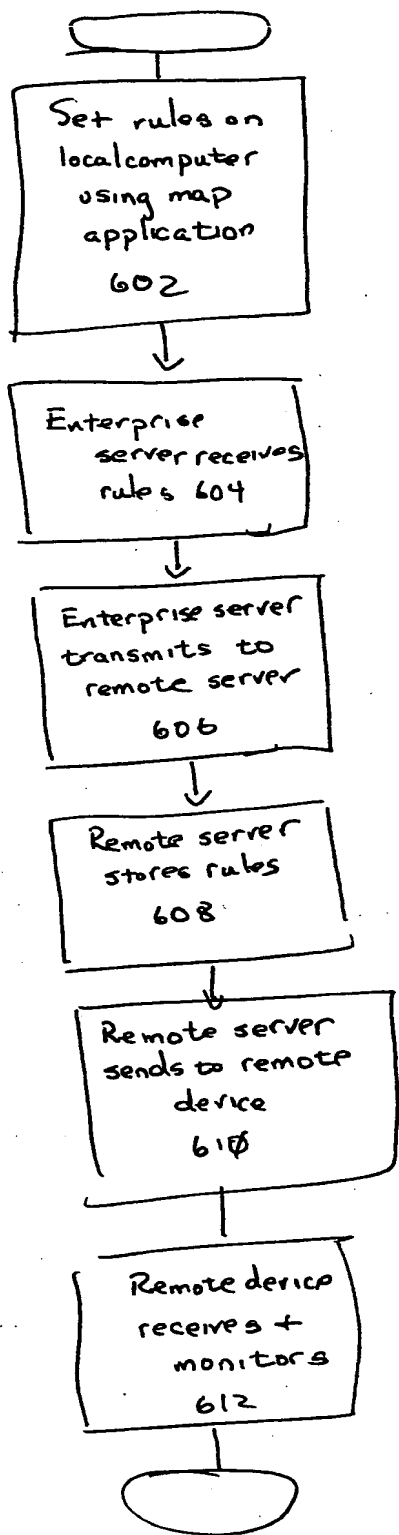 Set rules on
localcomputer
using map
application
602
Enterprise
server receives
rules 604
Enterprise server
transmits to
remote server
606
Remote server
stores rules
608
Remote server
sends to remote
device
610
Remote device
receives +
monitors
612